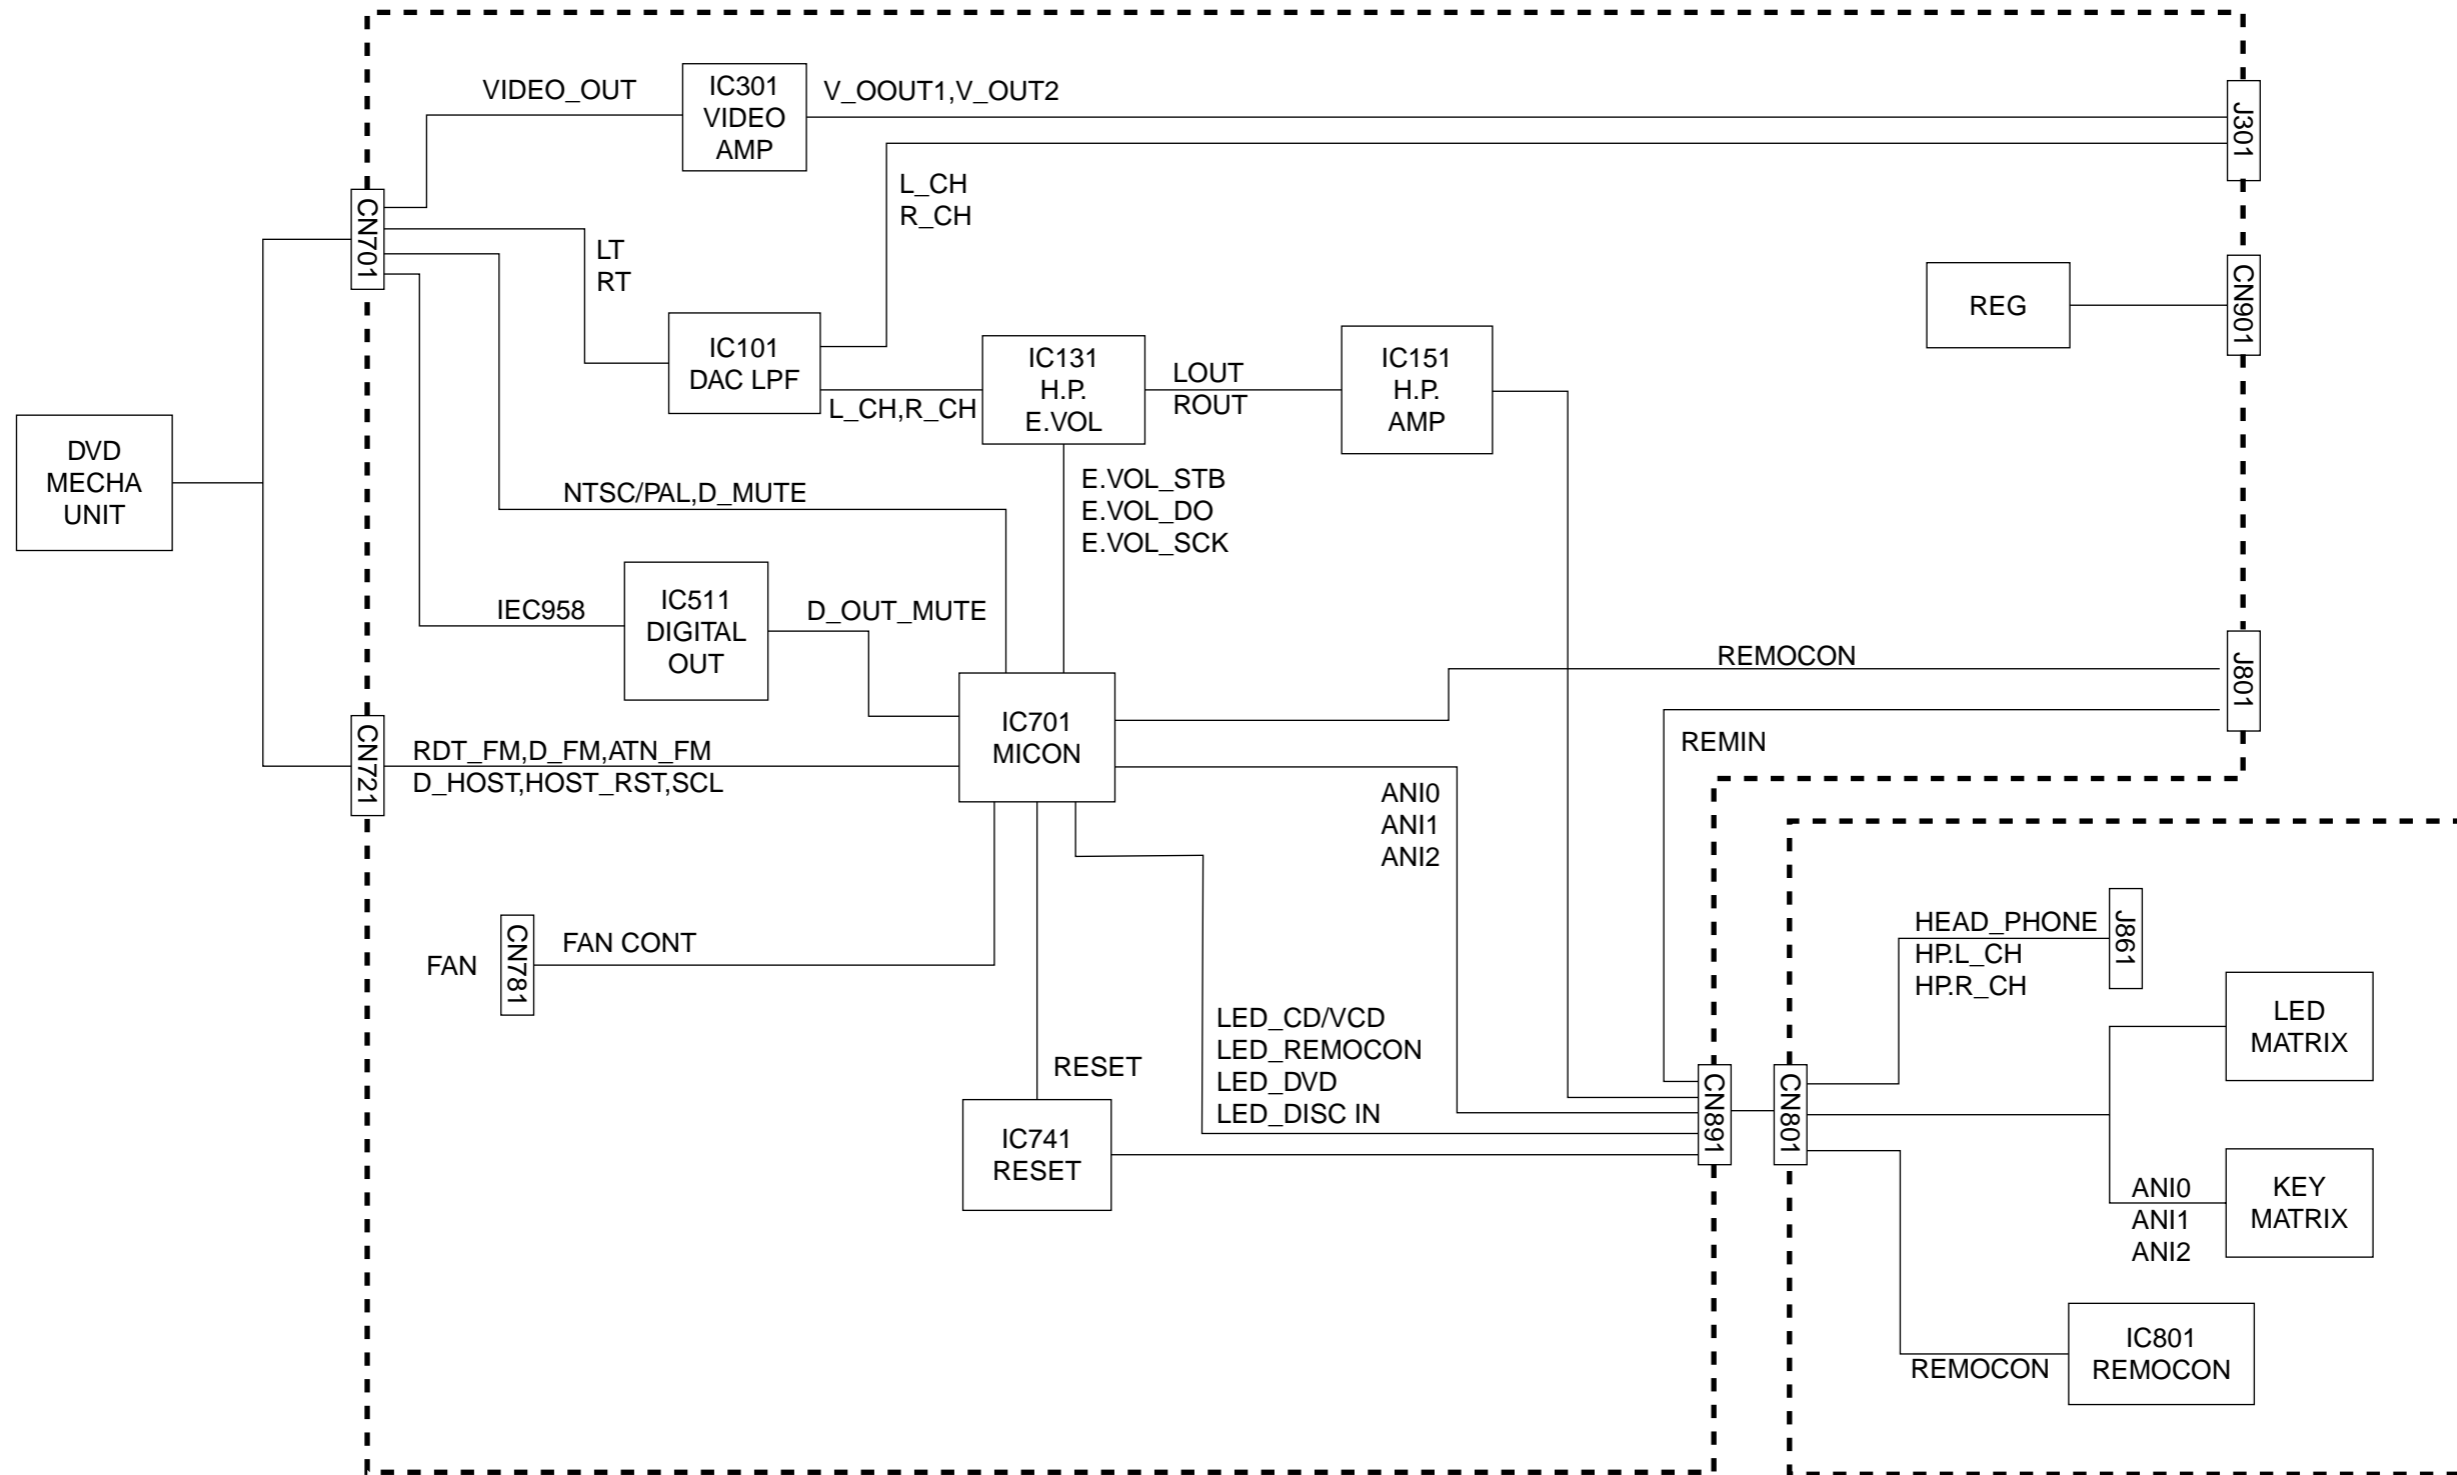 VIDEO_OUT
IC301
VIDEO
AMP
V_OOUT1,V_OUT2
J301
L_CH
R_CH
CN701
LT
RT
REG
CN901
IC101
DAC LPF
L_CH,R_CH
IC131
H.P.
E.VOL
LOUT
ROUT
IC151
H.P.
AMP
DVD
MECHA
UNIT
NTSC/PAL,D_MUTE
E.VOL_STB
E.VOL_DO
E.VOL_SCK
IEC958
IC511
DIGITAL
OUT
D_OUT_MUTE
REMOCON
J801
CN721
RDT_FM,D_FM,ATN_FM
D_HOST,HOST_RST,SCL
IC701
MICON
REMIN
ANI0
ANI1
ANI2
FAN
CN781
FAN CONT
HEAD_PHONE
HP.L_CH
HP.R_CH
J861
LED
MATRIX
LED_CD/VCD
LED_REMOCON
LED_DVD
LED_DISC IN
RESET
IC741
RESET
CN891
CN801
ANI0
ANI1
ANI2
KEY
MATRIX
REMOCON
IC801
REMOCON